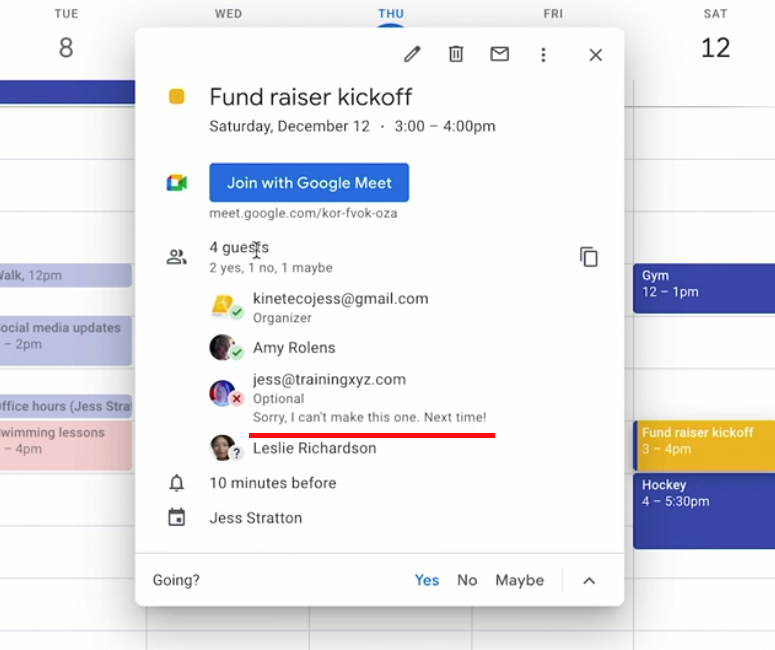 TUE WED THU FRI SAT
8 12
Fund raiser kickoff
Saturday, December 12 · 3:00 – 4:00pm
Join with Google Meet
meet.google.com/kor-fvok-oza
4 guests
2 yes, 1 no, 1 maybe
kinetecojess@gmail.com
Organizer
Amy Rolens
jess@trainingxyz.com
Optional
Sorry, I can't make this one. Next time!
Leslie Richardson
10 minutes before
Jess Stratton
Going? Yes No Maybe
Walk, 12pm
ocial media updates
– 2pm
ffice hours (Jess Strat
wimming lessons
– 4pm
Gym
12 – 1pm
Fund raiser kickoff
3 – 4pm
Hockey
4 – 5:30pm